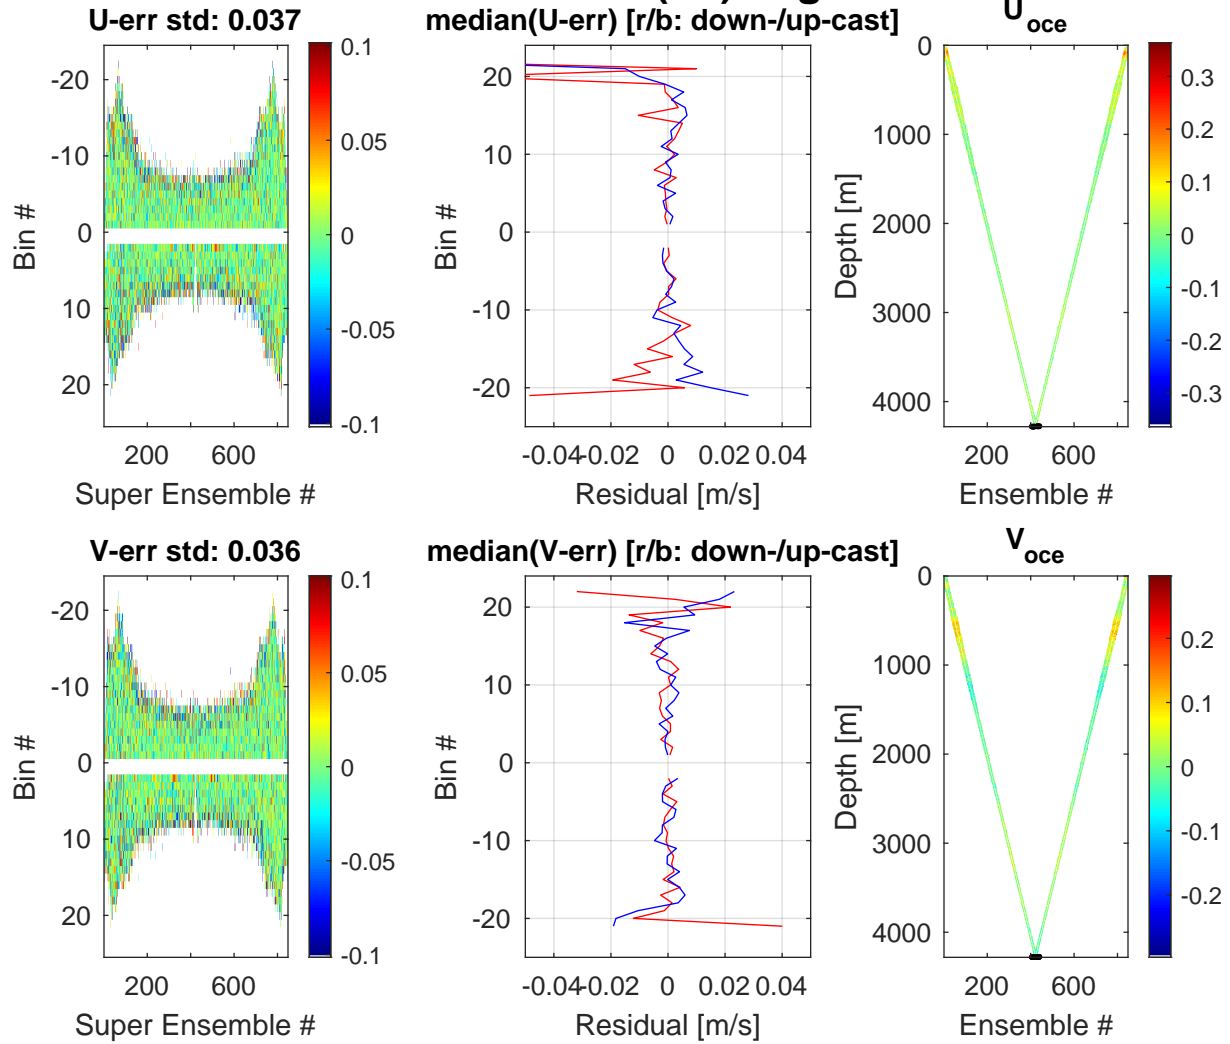 U-err std: 0.037
-20
-10
0
10
20
200 600
Super Ensemble #
Bin #
0.1
0.05
0
-0.05
-0.1
median(U-err) [r/b: down-/up-cast]
20
10
0
-10
-20
-0.04 -0.02 0 0.02 0.04
Residual [m/s]
Bin #
U oce
0
1000
2000
3000
4000
200 600
Ensemble #
Depth [m]
0.3
0.2
0.1
0
-0.1
-0.2
-0.3
V-err std: 0.036
-20
-10
0
10
20
200 600
Super Ensemble #
Bin #
0.1
0.05
0
-0.05
-0.1
median(V-err) [r/b: down-/up-cast]
20
10
0
-10
-20
-0.04 -0.02 0 0.02 0.04
Residual [m/s]
Bin #
V oce
0
1000
2000
3000
4000
200 600
Ensemble #
Depth [m]
0.2
0.1
0
-0.1
-0.2